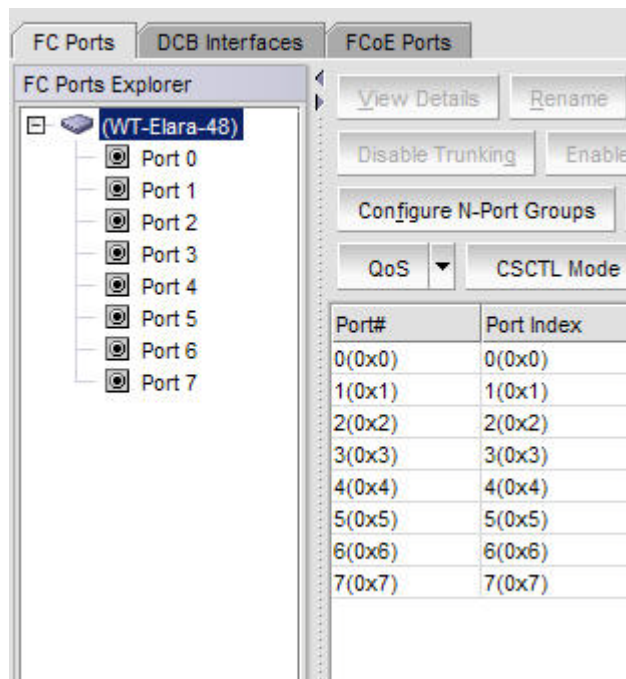 FC Ports DCB Interfaces FCoE Ports
FC Ports Explorer
(WT-Elara-48)
Port 0
Port 1
Port 2
Port 3
Port 4
Port 5
Port 6
Port 7
View Details Rename
Disable Trunking Enable
Configure N-Port Groups
QoS CSCTL Mode
Port# Port Index
0(0x0) 0(0x0)
1(0x1) 1(0x1)
2(0x2) 2(0x2)
3(0x3) 3(0x3)
4(0x4) 4(0x4)
5(0x5) 5(0x5)
6(0x6) 6(0x6)
7(0x7) 7(0x7)